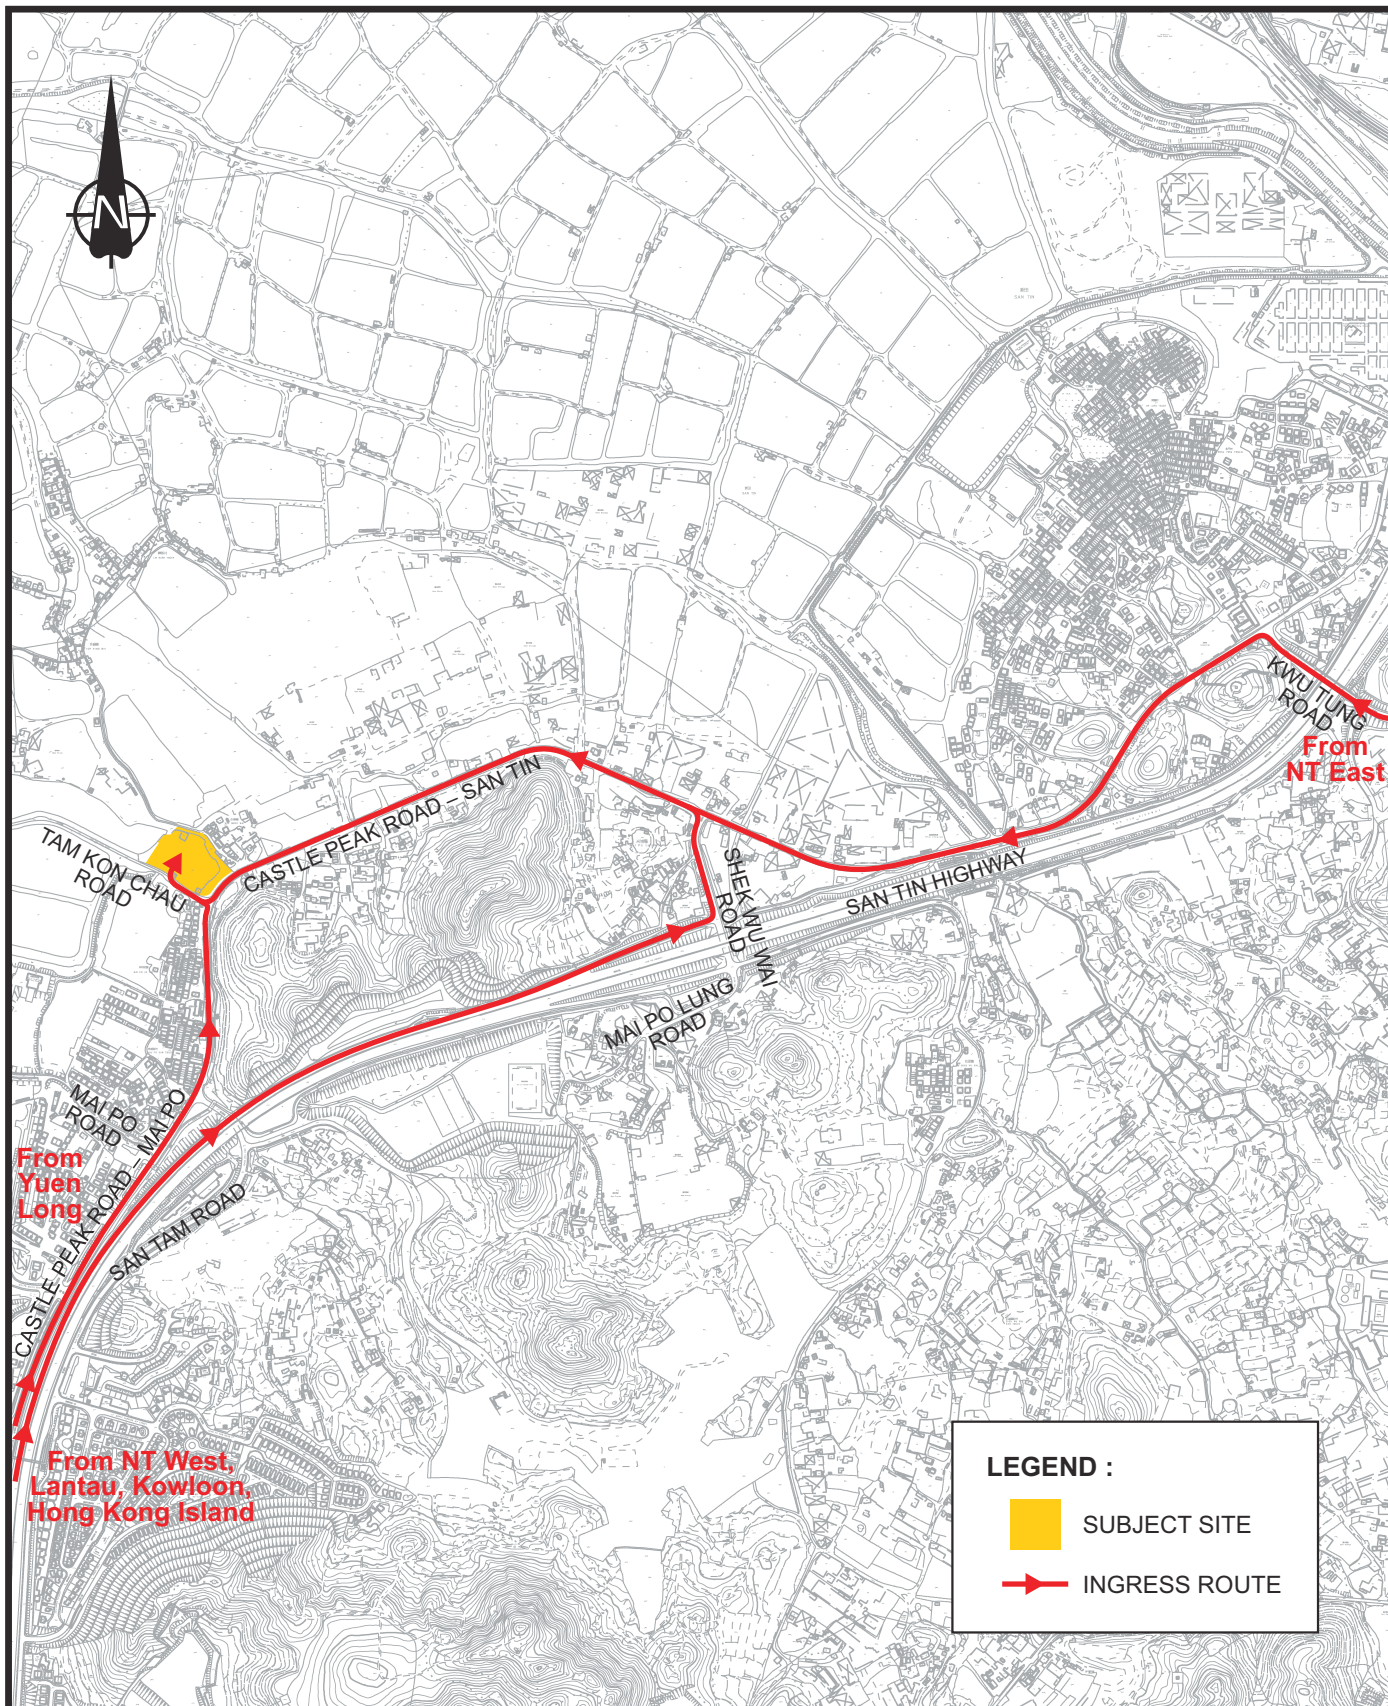 N
SAN TIN
KWU TUNG
ROAD
From
NT East
CASTLE PEAK ROAD – SAN TIN
TAM KON CHAU
ROAD
SHEK WU WAI
ROAD
SAN TIN HIGHWAY
MAI PO LUNG
ROAD
MAI PO
ROAD
CASTLE PEAK ROAD – MAI PO
From
Yuen
Long
SAN TAM ROAD
From NT West,
Lantau, Kowloon,
Hong Kong Island
LEGEND :
SUBJECT SITE
INGRESS ROUTE